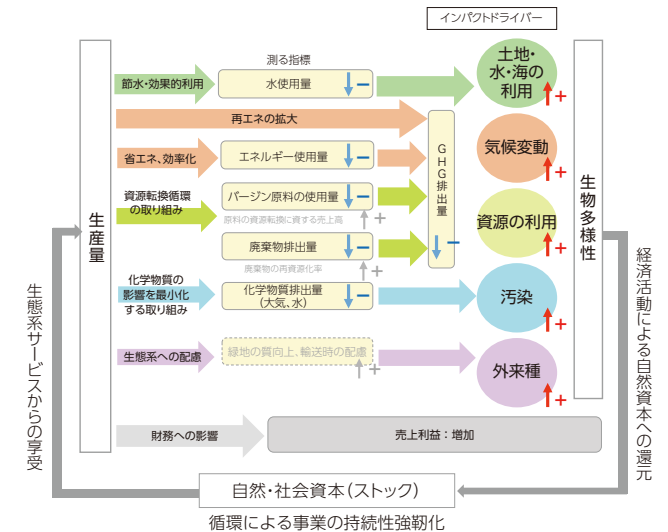 インパクトドライバー
測る指標
節水・効果的利用
水使用量
−
土地・
水・海の
利用
+
再エネの拡大
省エネ、効率化
エネルギー使用量
−
GHG排出量
−
気候変動
+
資源転換循環
の取り組み
バージン原料の使用量
−
原料の資源転換に資する売上高
+
廃棄物排出量
−
廃棄物の再資源化率
+
資源の利用
+
化学物質の
影響を最小化
する取り組み
化学物質排出量
(大気、水)
−
汚染
+
生態系への配慮
緑地の質向上、輸送時の配慮
+
外来種
+
財務への影響
売上利益：増加
生産量
生物多様性
生態系サービスからの享受
経済活動による自然資本への還元
自然・社会資本（ストック）
循環による事業の持続性強靭化